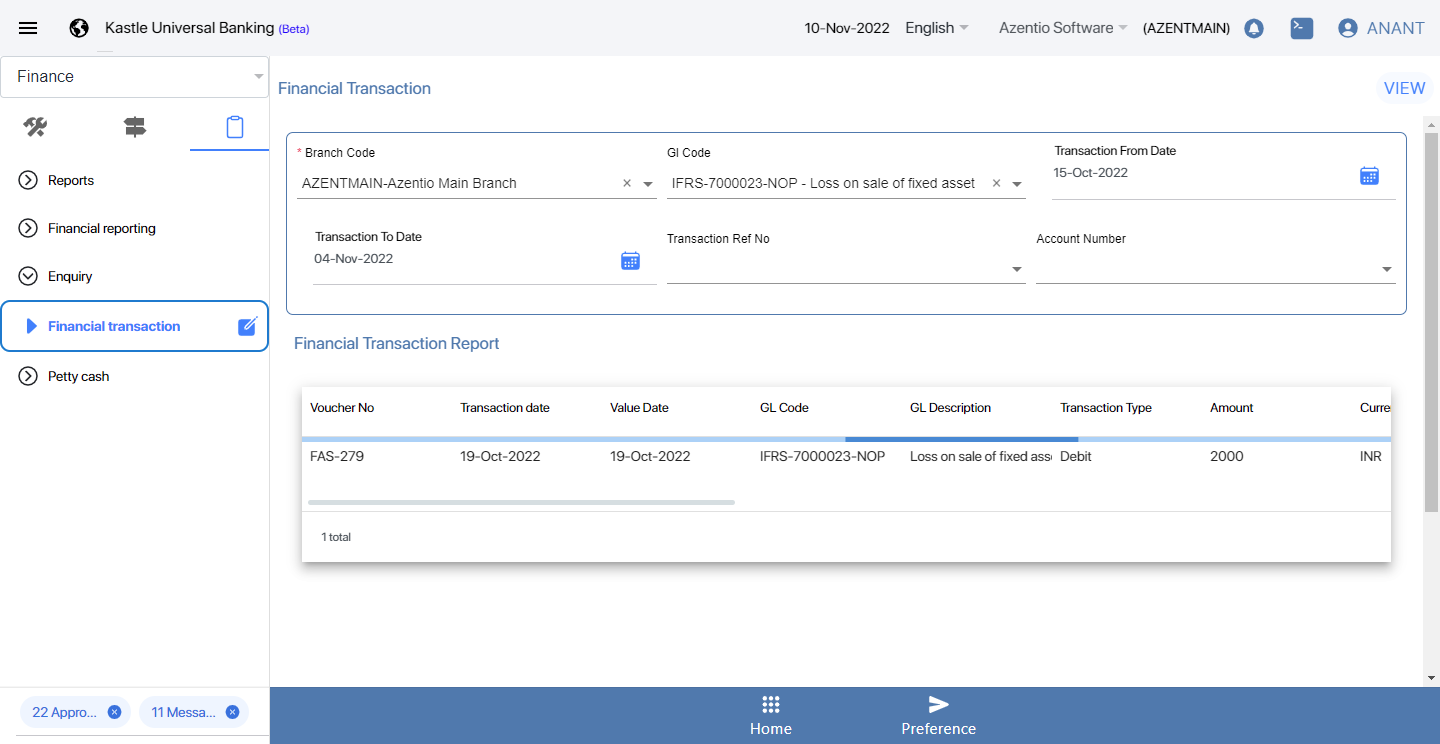 Kastle Universal Banking (Beta)
10-Nov-2022
English
Azentio Software
(AZENTMAIN)
ANANT
Finance
Reports
Financial reporting
Enquiry
Financial transaction
Petty cash
Financial Transaction
VIEW
* Branch Code
Gl Code
Transaction From Date
AZENTMAIN-Azentio Main Branch
IFRS-7000023-NOP - Loss on sale of fixed asset
15-Oct-2022
Transaction To Date
Transaction Ref No
Account Number
04-Nov-2022
Financial Transaction Report
Voucher No Transaction date Value Date GL Code GL Description Transaction Type Amount Curre
FAS-279 19-Oct-2022 19-Oct-2022 IFRS-7000023-NOP Loss on sale of fixed ass Debit 2000 INR
1 total
22 Appro...
11 Messa...
Home
Preference